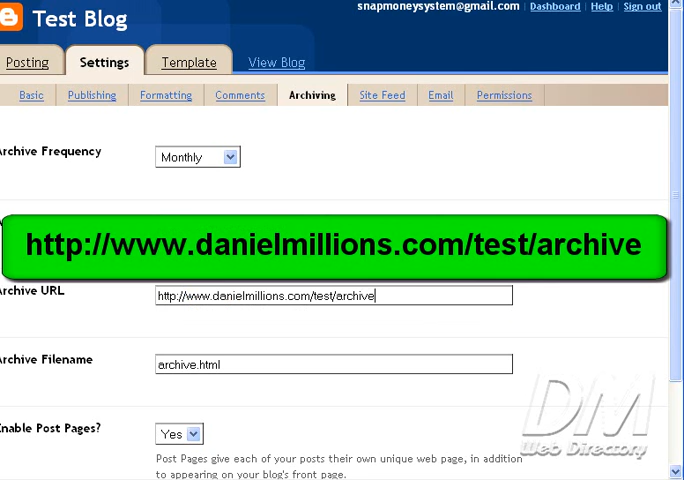 snapmoneysystem@gmail.com Dashboard Help Sign out
Test Blog
Posting Settings Template View Blog
Basic Publishing Formatting Comments Archiving Site Feed Email Permissions
Archive Frequency Monthly
http://www.danielmillions.com/test/archive
Archive URL http://www.danielmillions.com/test/archive
Archive Filename archive.html
Enable Post Pages? Yes
Post Pages give each of your posts their own unique web page, in addition
to appearing on your blog's front page.
DM
Web Directory